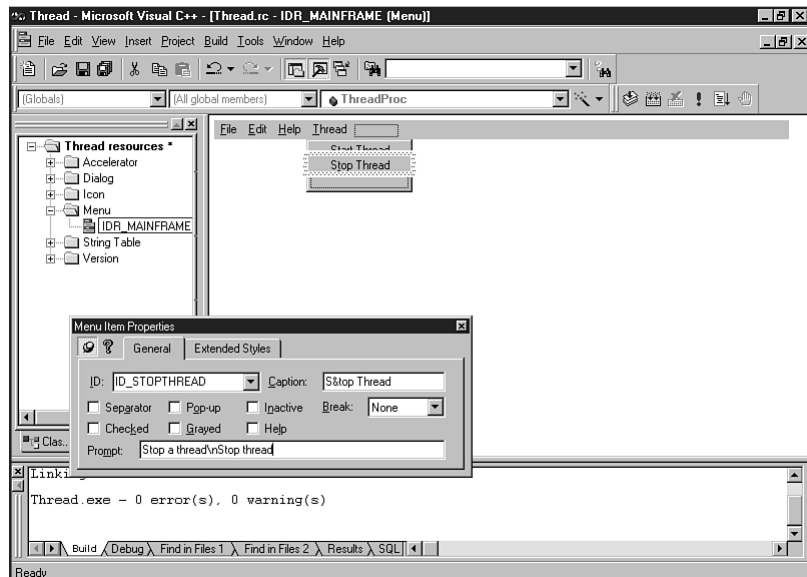 Thread - Microsoft Visual C++ - [Thread.rc - IDR_MAINFRAME (Menu)]
File Edit View Insert Project Build Tools Window Help
(Globals) (All global members) ThreadProc
File Edit Help Thread
Start Thread
Stop Thread
Thread resources *
Accelerator
Dialog
Icon
Menu
IDR_MAINFRAME
String Table
Version
Clas..
Menu Item Properties
General Extended Styles
ID: ID_STOPTHREAD Caption: S&top Thread
Separator Pop-up Inactive Break: None
Checked Grayed Help
Prompt: Stop a thread\nStop thread
Linki
Thread.exe - 0 error(s), 0 warning(s)
Build Debug Find in Files 1 Find in Files 2 Results SQL
Ready